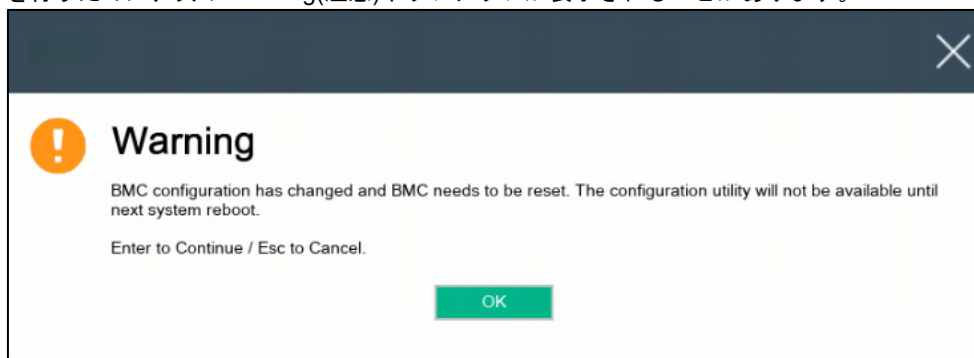 Warning
BMC configuration has changed and BMC needs to be reset. The configuration utility will not be available until
next system reboot.
Enter to Continue / Esc to Cancel.
OK